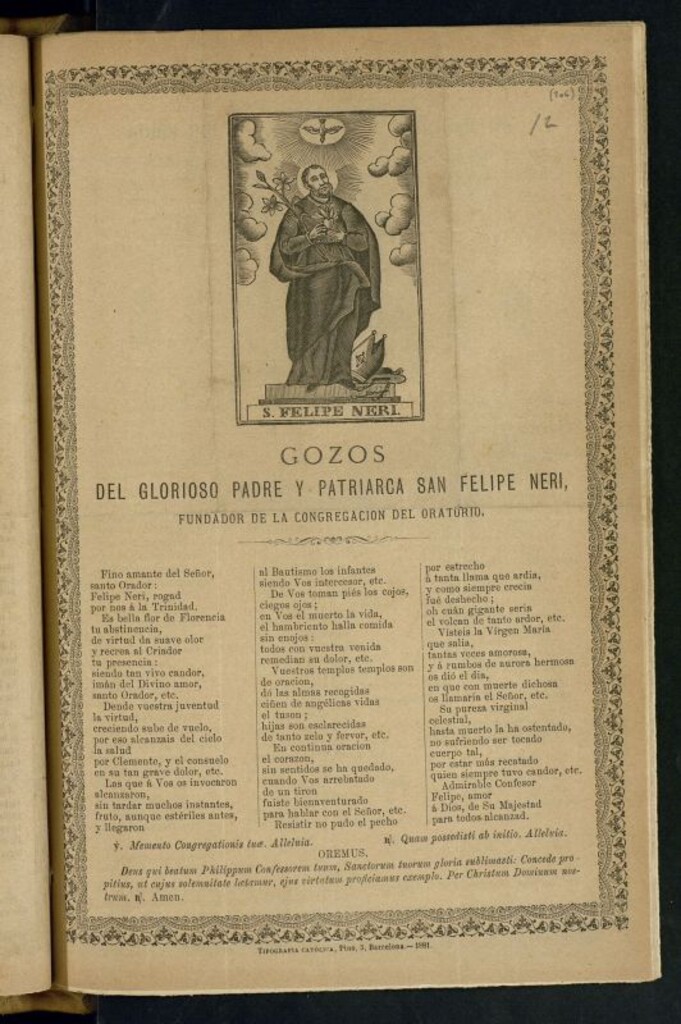 (206)
12
S. FELIPE NERI.
GOZOS
DEL GLORIOSO PADRE Y PATRIARCA SAN FELIPE NERI,
FUNDADOR DE LA CONGREGACION DEL ORATORIO.
Fino amante del Señor,
santo Orador:
Felipe Neri, rogad
por nos á la Trinidad.
Es bella flor de Florencia
tu abstinencia,
de virtud da suave olor
y recrea al Criador
tu presencia:
siendo tan vivo candor,
imán del Divino amor,
santo Orador, etc.
Dende vuestra juventud
la virtud,
creciendo sube de vuelo,
por eso alcanzais del cielo
la salud
por Clemente, y el consuelo
en su tan grave dolor, etc.
Las que á Vos os invocaron
alcanzaron,
sin tardar muchos instantes,
fruto, aunque estériles antes,
y llegaron
al Bautismo los infantes
siendo Vos intercesor, etc.
De Vos toman piés los cojos,
ciegos ojos;
en Vos el muerto la vida,
el hambriento halla comida
sin enojos:
todos con vuestra venida
remedian su dolor, etc.
Vuestros templos templos son
de oracion,
dó las almas recogidas
ciñen de angélicas vidas
el tuson;
hijas son esclarecidas
de tanto zelo y fervor, etc.
En continua oracion
el corazon,
sin sentidos se ha quedado,
cuando Vos arrebatado
de un tiron
fuiste bienaventurado
para hablar con el Señor, etc.
Resistir no pudo el pecho
por estrecho
á tanta llama que ardia,
y como siempre crecia
fué deshecho;
oh cuán gigante seria
el volcan de tanto ardor, etc.
Visteis la Vírgen María
que salia,
tantas veces amorosa,
y á rumbos de aurora hermosa
os dió el dia,
en que con muerte dichosa
os llamaria el Señor, etc.
Su pureza virginal
celestial,
hasta muerto la ha ostentado,
no sufriendo ser tocado
cuerpo tal,
por estar más recatado
quien siempre tuvo candor, etc.
Admirable Confesor
Felipe, amor
á Dios, de Su Majestad
para todos alcanzad.
℣. Memento Congregationis tuæ. Alleluia. ℟. Quam possedisti ab initio. Alleluia.
OREMUS.
Deus qui beatum Philippum Confessorem tuum, Sanctorum tuorum gloria sublimasti: Concede pro-
pitius, ut cujus solemnitate lætamur, ejus virtutum proficiamus exemplo. Per Christum Dominum nos-
trum. ℟. Amen.
TIPOGRAFÍA CATÓLICA, Pino, 5, Barcelona.—1881.